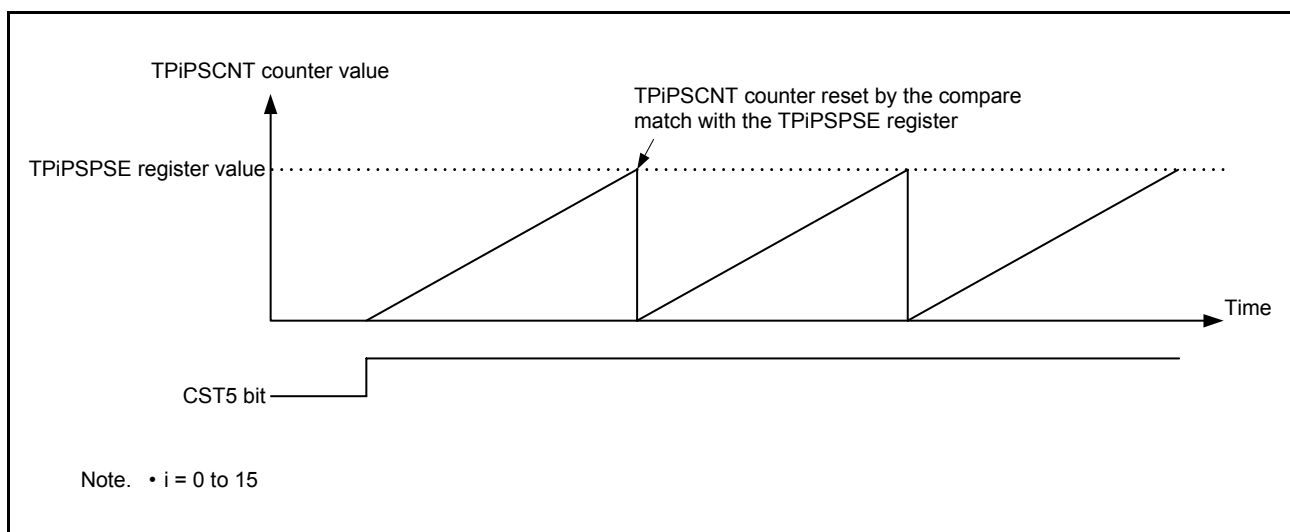 TPiPSCNT counter value
TPiPSCNT counter reset by the compare
match with the TPiPSPSE register
TPiPSPSE register value
Time
CST5 bit
Note. • i = 0 to 15